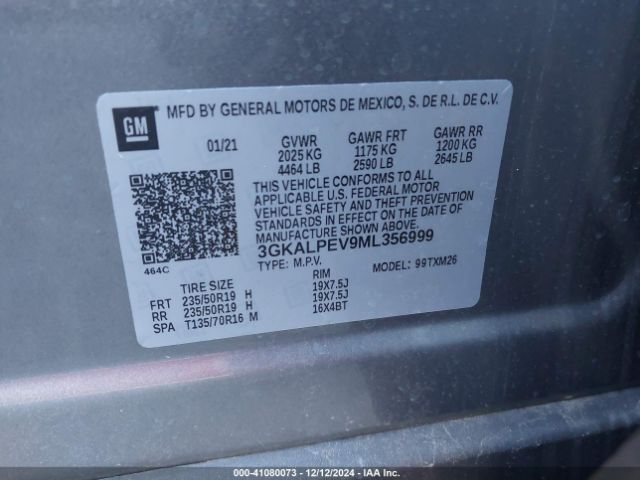 GM
MFD BY GENERAL MOTORS DE MEXICO, S. DE R.L. DE C.V.
01/21 GVWR GAWR FRT GAWR RR
2025 KG 1175 KG 1200 KG
4464 LB 2590 LB 2645 LB
THIS VEHICLE CONFORMS TO ALL
APPLICABLE U.S. FEDERAL MOTOR
VEHICLE SAFETY AND THEFT PREVENTION
STANDARDS IN EFFECT ON THE DATE OF
MANUFACTURE SHOWN ABOVE.
3GKALPEV9ML356999
464C
TYPE: M.P.V. MODEL: 99TXM26
TIRE SIZE RIM
FRT 235/50R19 H 19X7.5J
RR 235/50R19 H 19X7.5J
SPA T135/70R16 M 16X4BT
000-41080073 - 12/12/2024 - IAA Inc.